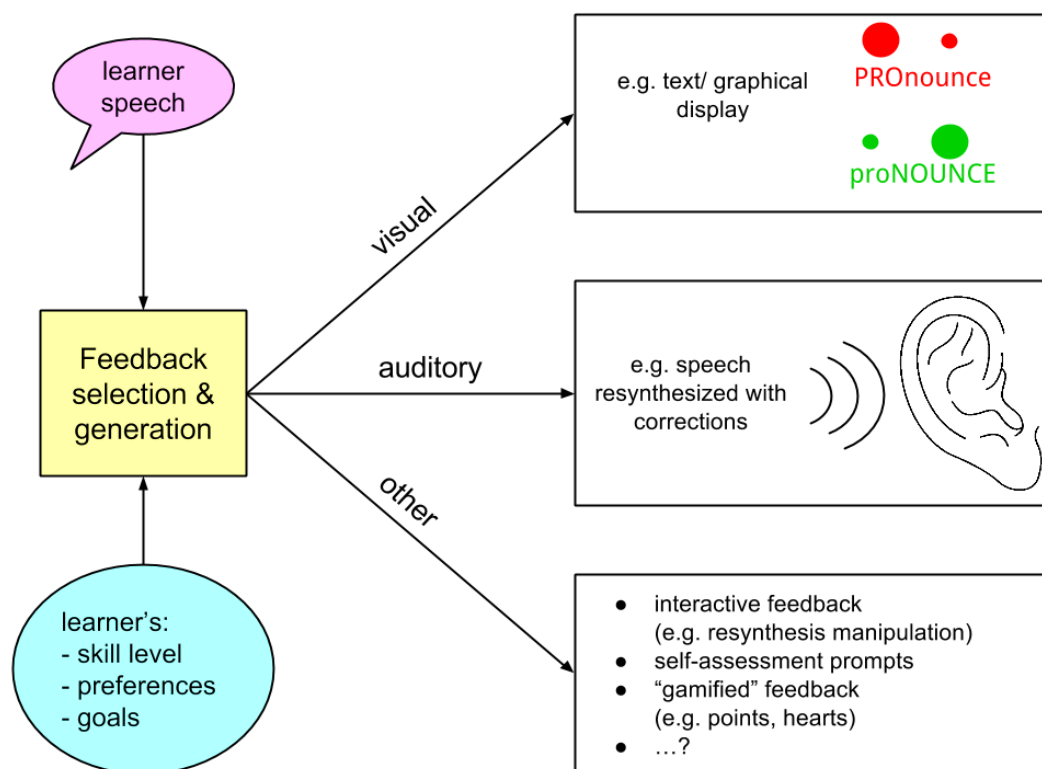 learner
speech
Feedback
selection &
generation
learner’s:
- skill level
- preferences
- goals
visual
auditory
other
e.g. text/ graphical
display
PROnounce
proNOUNCE
e.g. speech
resynthesized with
corrections
● interactive feedback
(e.g. resynthesis manipulation)
● self-assessment prompts
● “gamified” feedback
(e.g. points, hearts)
● …?